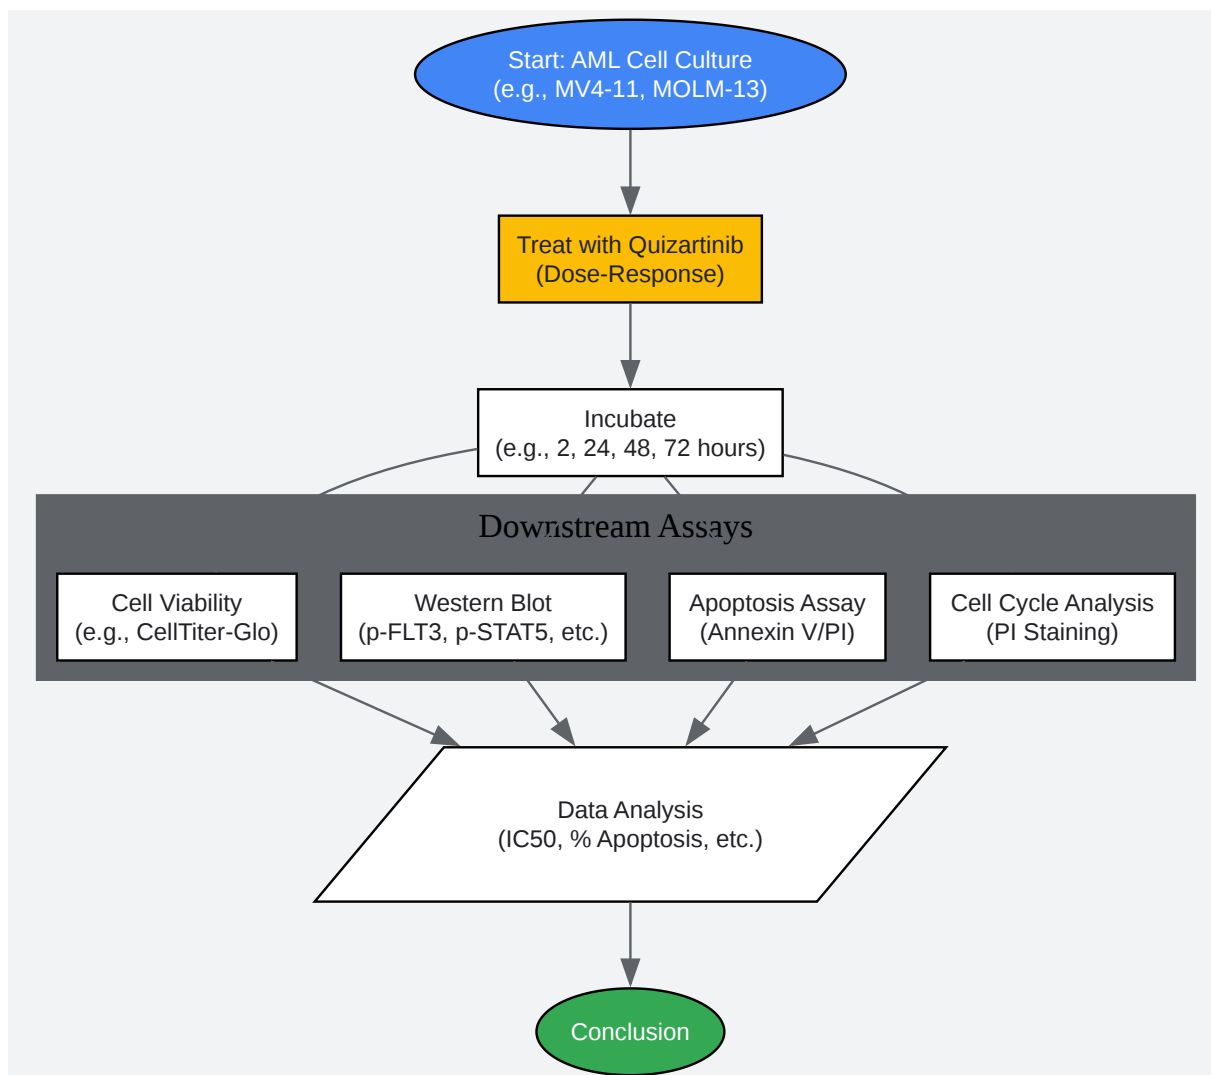 Start: AML Cell Culture
(e.g., MV4-11, MOLM-13)
Treat with Quizartinib
(Dose-Response)
Incubate
(e.g., 2, 24, 48, 72 hours)
Downstream Assays
Cell Viability
(e.g., CellTiter-Glo)
Western Blot
(p-FLT3, p-STAT5, etc.)
Apoptosis Assay
(Annexin V/PI)
Cell Cycle Analysis
(PI Staining)
Data Analysis
(IC50, % Apoptosis, etc.)
Conclusion